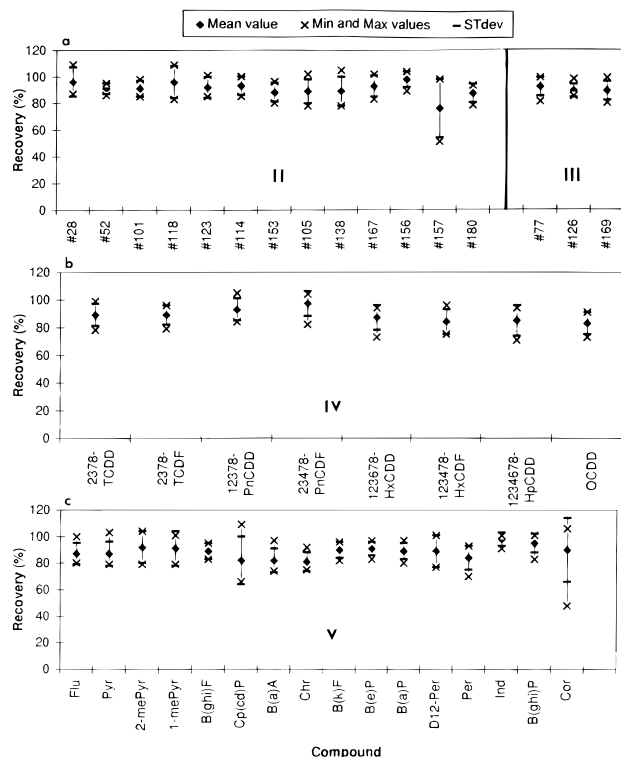 ◆ Mean value × Min and Max values – STdev
a
120
100
80
60
40
20
0
Recovery (%)
II
III
#28 #52 #101 #118 #123 #114 #153 #105 #138 #167 #156 #157 #180 #77 #126 #169
b
120
100
80
60
40
20
0
Recovery (%)
IV
2378-
TCDD
2378-
TCDF
12378-
PnCDD
23478-
PnCDF
123678-
HxCDD
123478-
HxCDF
1234678-
HpCDD
OCDD
c
120
100
80
60
40
20
0
Recovery (%)
V
Flu Pyr 2-mePyr 1-mePyr B(ghi)F Cp(cd)P B(a)A Chr B(k)F B(e)P B(a)P D12-Per Per Ind B(ghi)P Cor
Compound